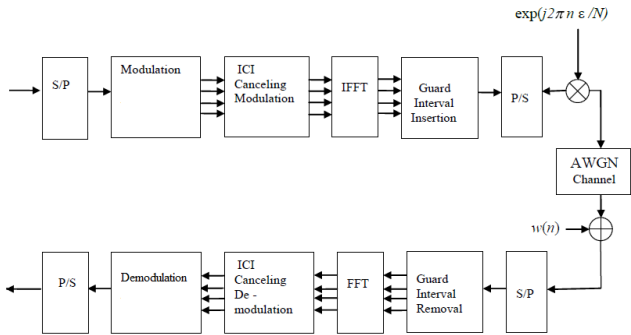 exp(j2π n ε /N)
S/P
Modulation
ICI
Canceling
Modulation
IFFT
Guard
Interval
Insertion
P/S
AWGN
Channel
w(n)
P/S
Demodulation
ICI
Canceling
De -
modulation
FFT
Guard
Interval
Removal
S/P